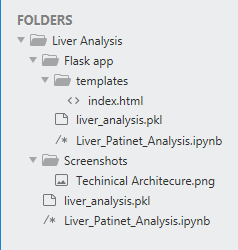 FOLDERS
Liver Analysis
Flask app
templates
<> index.html
liver_analysis.pkl
/* Liver_Patinet_Analysis.ipynb
Screenshots
Techinical Architecure.png
liver_analysis.pkl
/* Liver_Patinet_Analysis.ipynb